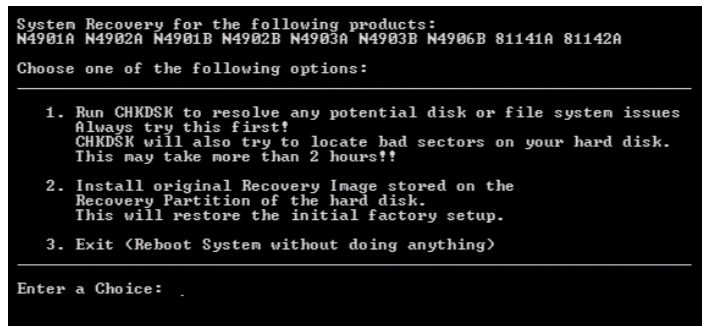 System Recovery for the following products:
N4901A N4902A N4901B N4902B N4903A N4903B N4906B 81141A 81142A
Choose one of the following options:
1. Run CHKDSK to resolve any potential disk or file system issues
Always try this first!
CHKDSK will also try to locate bad sectors on your hard disk.
This may take more than 2 hours!!
2. Install original Recovery Image stored on the
Recovery Partition of the hard disk.
This will restore the initial factory setup.
3. Exit (Reboot System without doing anything)
Enter a Choice: